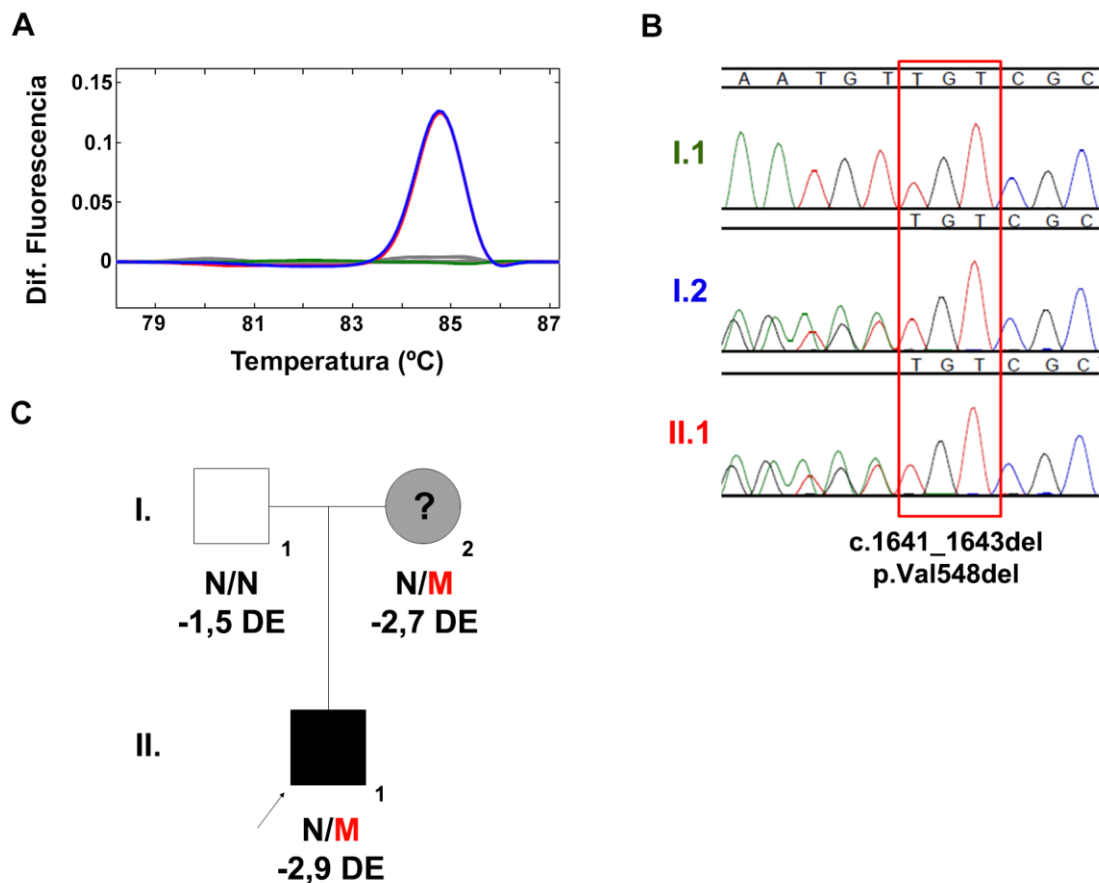 A
0.15
0.1
0.05
0
Dif. Fluorescencia
79 81 83 85 87
Temperatura (ºC)
B
A A T G T T G T C G C
I.1
T G T C G C
I.2
T G T C G C
II.1
c.1641_1643del
p.Val548del
C
I.
1
?
2
N/N
N/M
-1,5 DE
-2,7 DE
II.
1
N/M
-2,9 DE